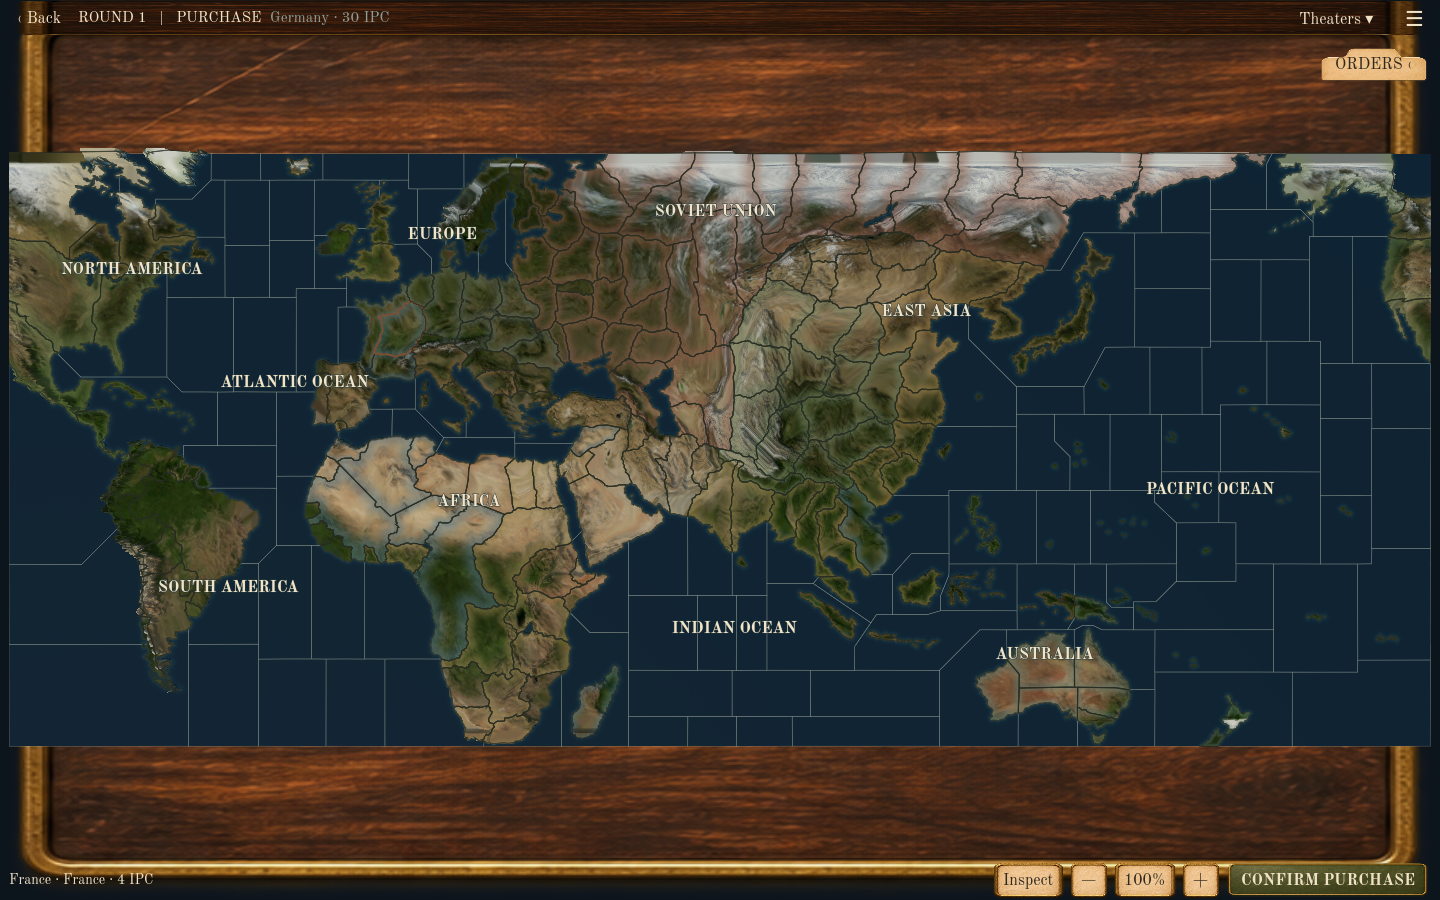 ‹ Back ROUND 1 | PURCHASE Germany · 30 IPC Theaters ▾ ☰
ORDERS
SOVIET UNION
EUROPE
NORTH AMERICA
EAST ASIA
ATLANTIC OCEAN
PACIFIC OCEAN
AFRICA
SOUTH AMERICA
INDIAN OCEAN
AUSTRALIA
France · France · 4 IPC Inspect − 100% + CONFIRM PURCHASE